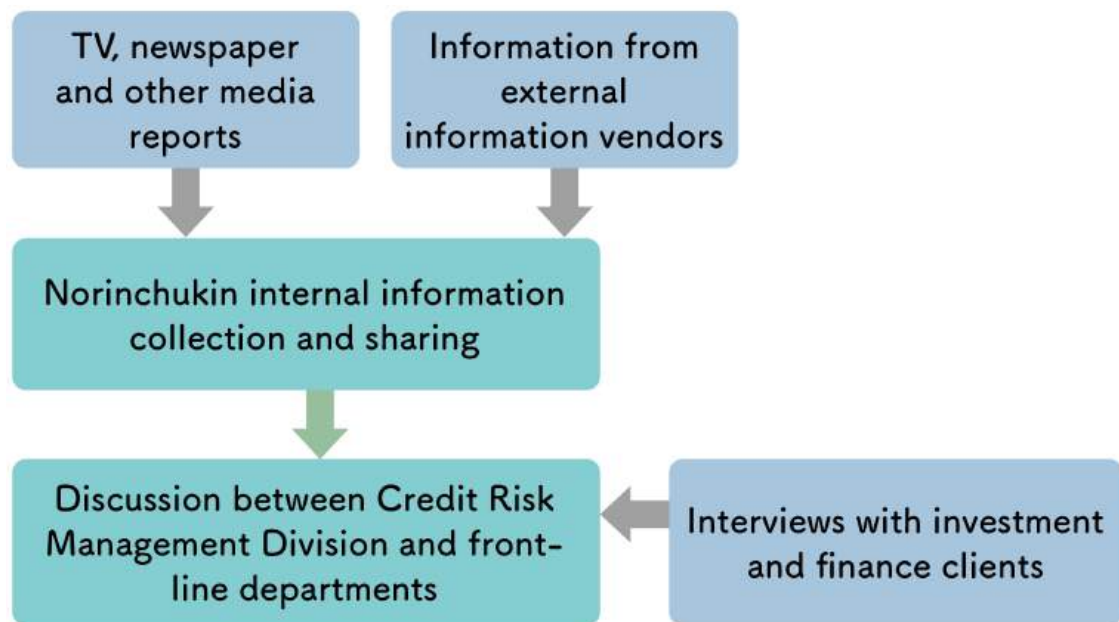 TV, newspaper
and other media
reports
Information from
external
information vendors
Norinchukin internal information
collection and sharing
Discussion between Credit Risk
Management Division and front-
line departments
Interviews with investment
and finance clients